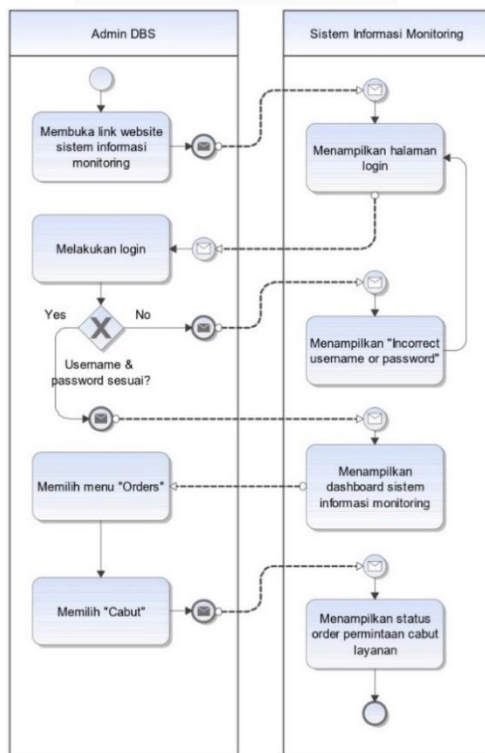 Admin DBS
Sistem Informasi Monitoring
Membuka link website
sistem informasi
monitoring
Menampilkan halaman
login
Melakukan login
Yes
No
Username &
password sesuai?
Menampilkan "Incorrect
username or password"
Menampilkan
dashboard sistem
informasi monitoring
Memilih menu "Orders"
Memilih "Cabut"
Menampilkan status
order permintaan cabut
layanan